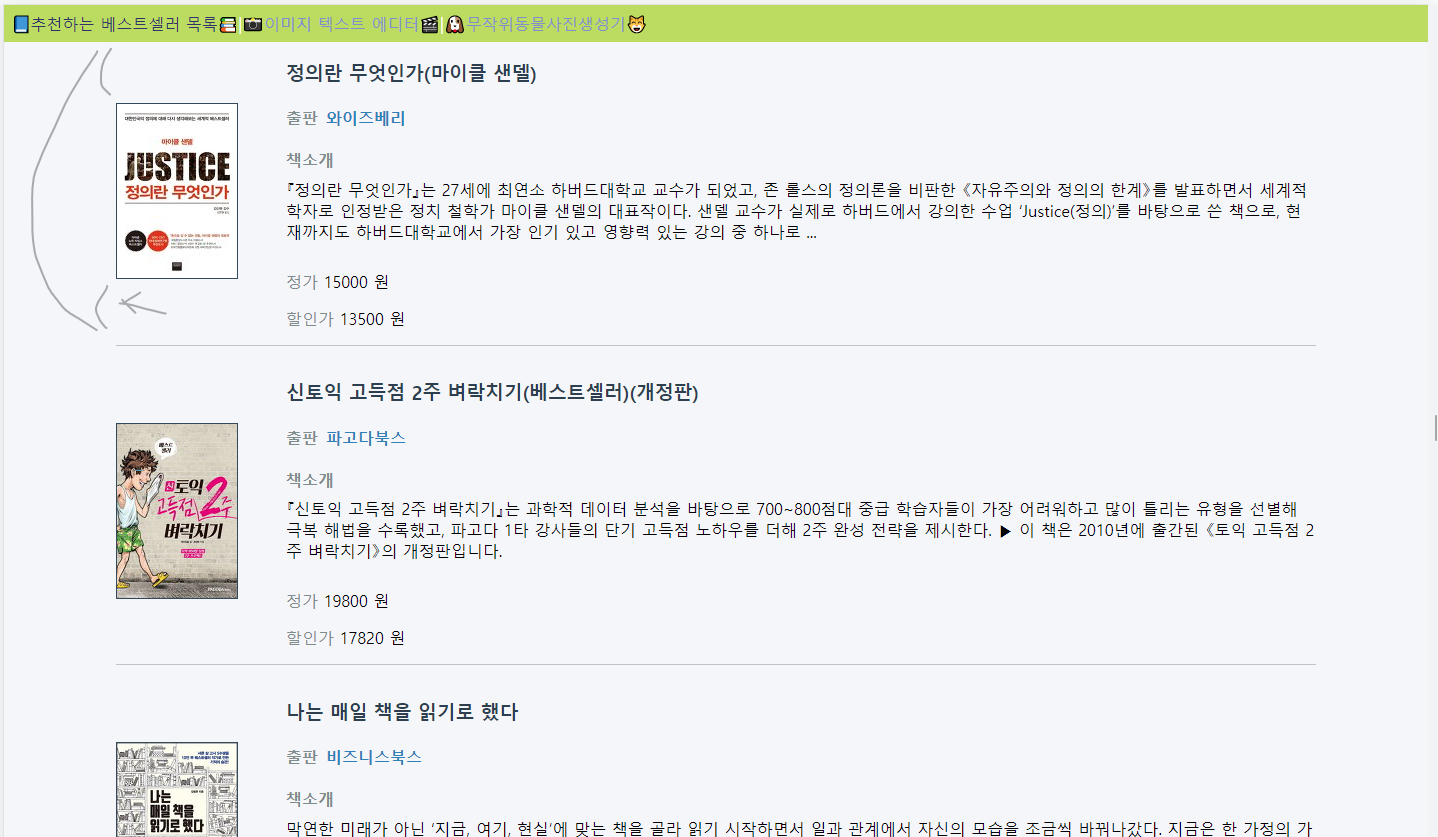 📘추천하는 베스트셀러 목록📚|📷이미지 텍스트 에디터🎬|🐶무작위동물사진생성기😸
정의란 무엇인가(마이클 샌델)
대한민국의 정의에 대해 다시 생각해보는 세계적 베스트셀러
마이클 샌델
JUSTICE
정의란 무엇인가
출판 와이즈베리
책소개
『정의란 무엇인가』는 27세에 최연소 하버드대학교 교수가 되었고, 존 롤스의 정의론을 비판한 《자유주의와 정의의 한계》를 발표하면서 세계적
학자로 인정받은 정치 철학가 마이클 샌델의 대표작이다. 샌델 교수가 실제로 하버드에서 강의한 수업 ‘Justice(정의)’를 바탕으로 쓴 책으로, 현
재까지도 하버드대학교에서 가장 인기 있고 영향력 있는 강의 중 하나로 ...
정가 15000 원
할인가 13500 원
신토익 고득점 2주 벼락치기(베스트셀러)(개정판)
베스트
셀러
신토익
고득점 2주
벼락치기
출판 파고다북스
책소개
『신토익 고득점 2주 벼락치기』는 과학적 데이터 분석을 바탕으로 700~800점대 중급 학습자들이 가장 어려워하고 많이 틀리는 유형을 선별해
극복 해법을 수록했고, 파고다 1타 강사들의 단기 고득점 노하우를 더해 2주 완성 전략을 제시한다. ▶ 이 책은 2010년에 출간된 《토익 고득점 2
주 벼락치기》의 개정판입니다.
정가 19800 원
할인가 17820 원
나는 매일 책을 읽기로 했다
나는
매일 책을
읽기로 했다
출판 비즈니스북스
책소개
막연한 미래가 아닌 ‘지금, 여기, 현실’에 맞는 책을 골라 읽기 시작하면서 일과 관계에서 자신의 모습을 조금씩 바꿔나갔다. 지금은 한 가정의 가